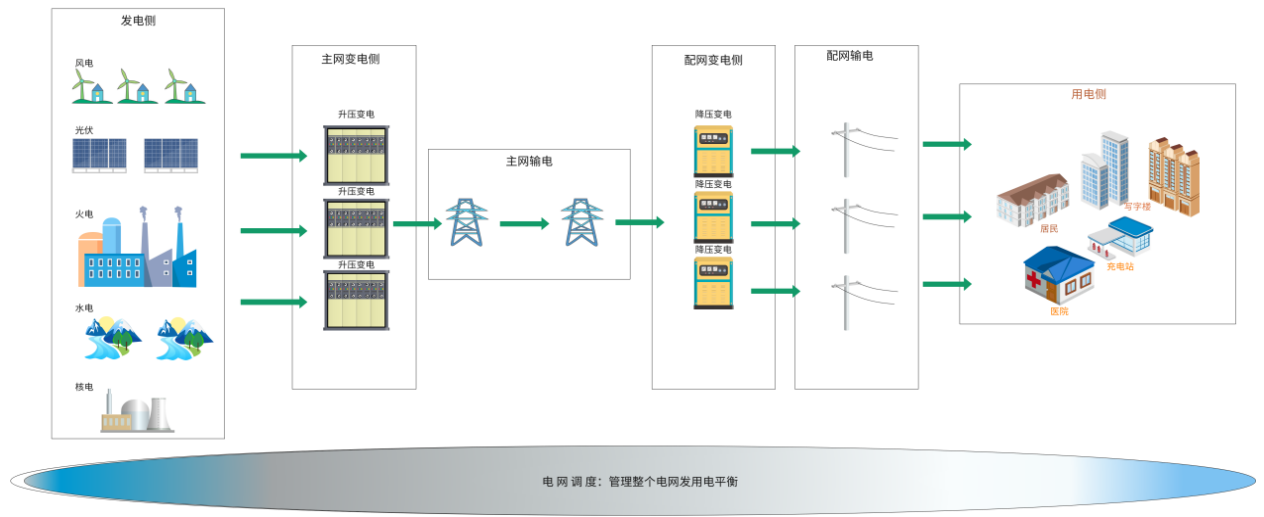 发电侧
风电
光伏
火电
水电
核电
主网变电侧
升压变电
升压变电
升压变电
主网输电
配网变电侧
降压变电
降压变电
降压变电
配网输电
用电侧
写字楼
居民
充电站
医院
电网调度：管理整个电网发用电平衡